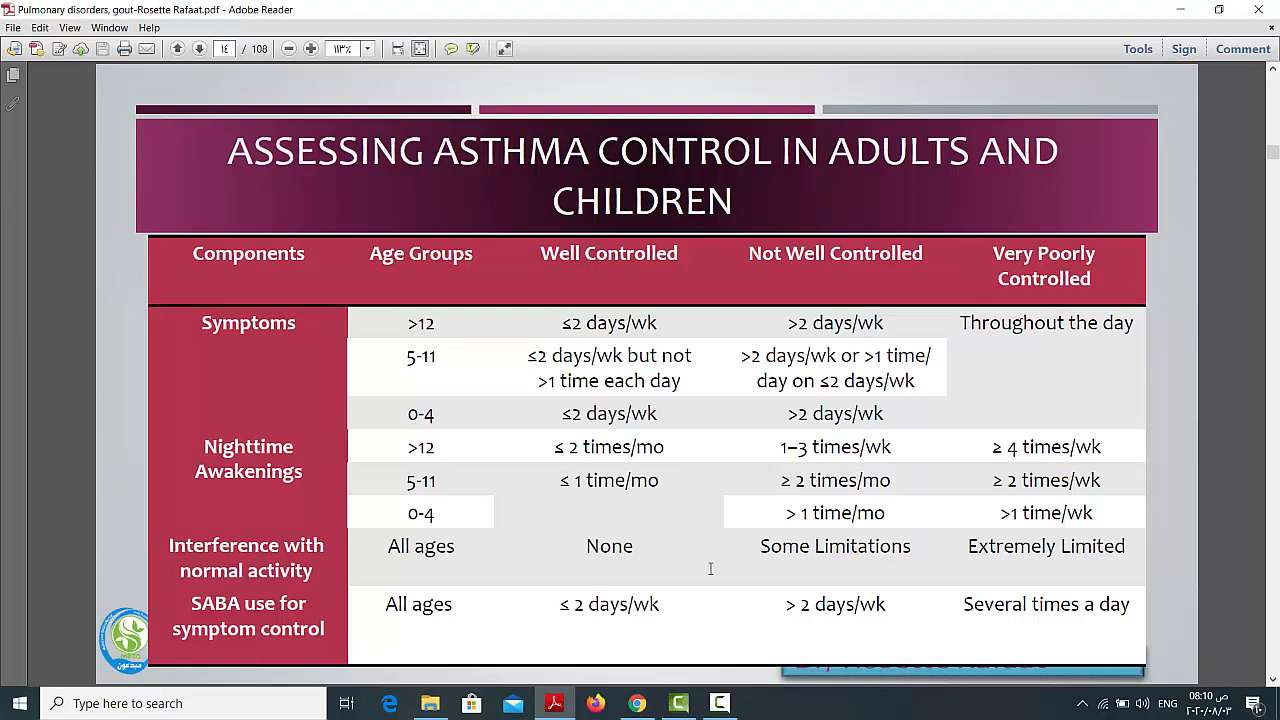 Pulmonary disorders, gout-Rosette Rafaat.pdf - Adobe Reader
File Edit View Window Help
١٤ / 108 ١١٣% Tools Sign Comment
ASSESSING ASTHMA CONTROL IN ADULTS AND
CHILDREN
Components Age Groups Well Controlled Not Well Controlled Very Poorly
Controlled
Symptoms >12 ≤2 days/wk >2 days/wk Throughout the day
5-11 ≤2 days/wk but not >2 days/wk or >1 time/
>1 time each day day on ≤2 days/wk
0-4 ≤2 days/wk >2 days/wk
Nighttime >12 ≤ 2 times/mo 1–3 times/wk ≥ 4 times/wk
Awakenings
5-11 ≤ 1 time/mo ≥ 2 times/mo ≥ 2 times/wk
0-4 > 1 time/mo >1 time/wk
Interference with All ages None Some Limitations Extremely Limited
normal activity
SABA use for All ages ≤ 2 days/wk > 2 days/wk Several times a day
symptom control
ميدعون
Type here to search
08:10 ص
٢٠٢٠/٠٨/٠٣